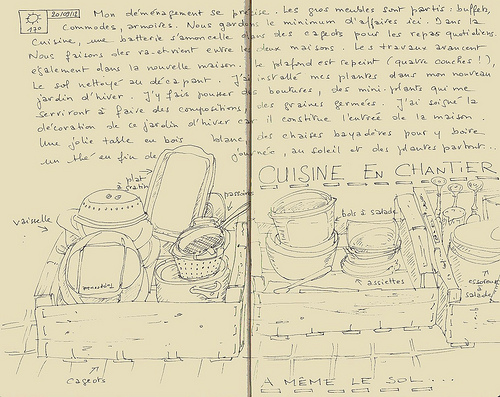 20/09/12 Mon déménagement se précise. Les gros meubles sont partis : buffets,
13° Commodes, armoires. Nous gardons le minimum d'affaires ici. Dans la
cuisine, une batterie s'amoncelle dans des cageots pour les repas quotidiens.
Nous faisons des va-et-vient entre les deux maisons. Les travaux avancent
également dans la nouvelle maison. Le plafond est repeint (quatre couches !),
Le sol nettoyé au décapant. J'ai installé mes plantes dans mon nouveau
jardin d'hiver. J'y fais pousser des boutures, des mini-plants qui me
serviront à faire des compositions, des graines germées. J'ai soigné la
décoration de ce jardin d'hiver car il constitue l'entrée de la maison.
Une jolie table en bois blanc, des chaises bayadères pour y boire
un thé en fin de journée, au soleil et des plantes partout...
CUISINE EN CHANTIER
plat
à gratin
passoire
vaisselle
bols à salade
assiettes
essoreuse
à
salade
cageots
A MÊME LE SOL...